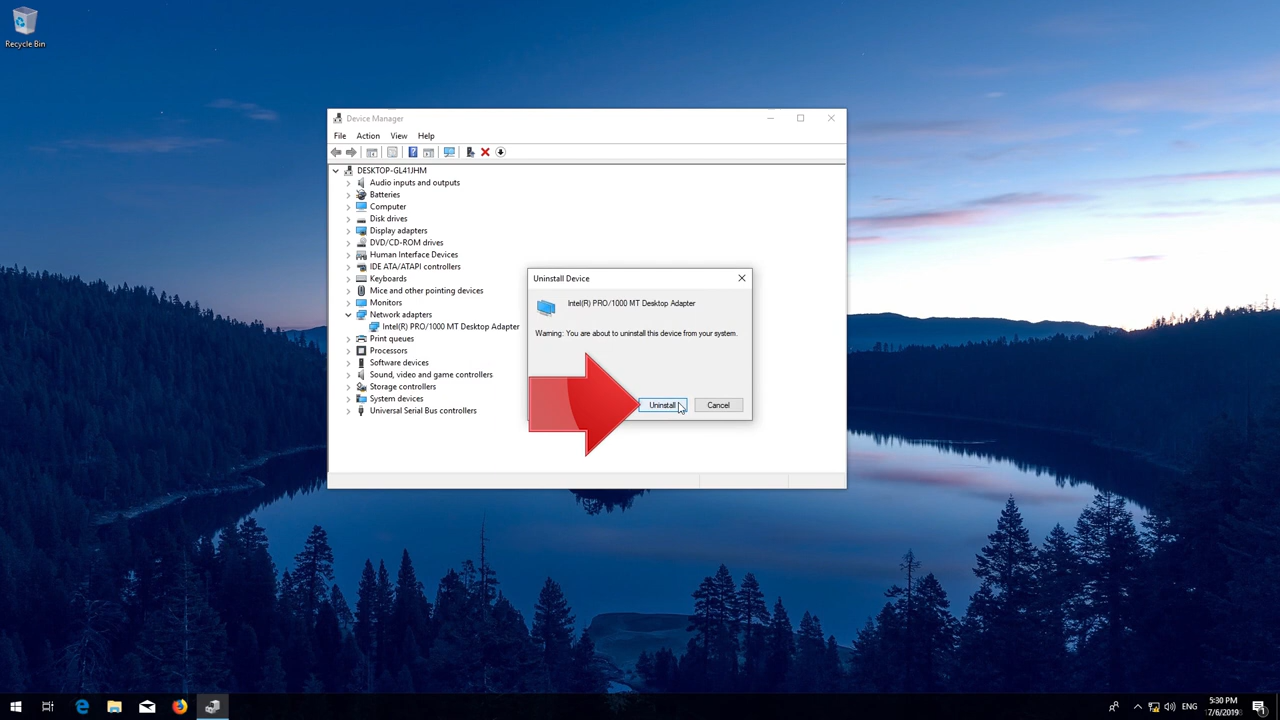 Recycle Bin
Device Manager
File Action View Help
DESKTOP-GL41JHM
Audio inputs and outputs
Batteries
Computer
Disk drives
Display adapters
DVD/CD-ROM drives
Human Interface Devices
IDE ATA/ATAPI controllers
Keyboards
Mice and other pointing devices
Monitors
Network adapters
Intel(R) PRO/1000 MT Desktop Adapter
Print queues
Processors
Software devices
Sound, video and game controllers
Storage controllers
System devices
Universal Serial Bus controllers
Uninstall Device
Intel(R) PRO/1000 MT Desktop Adapter
Warning: You are about to uninstall this device from your system.
Uninstall Cancel
ENG
5:30 PM
7/6/2019
1